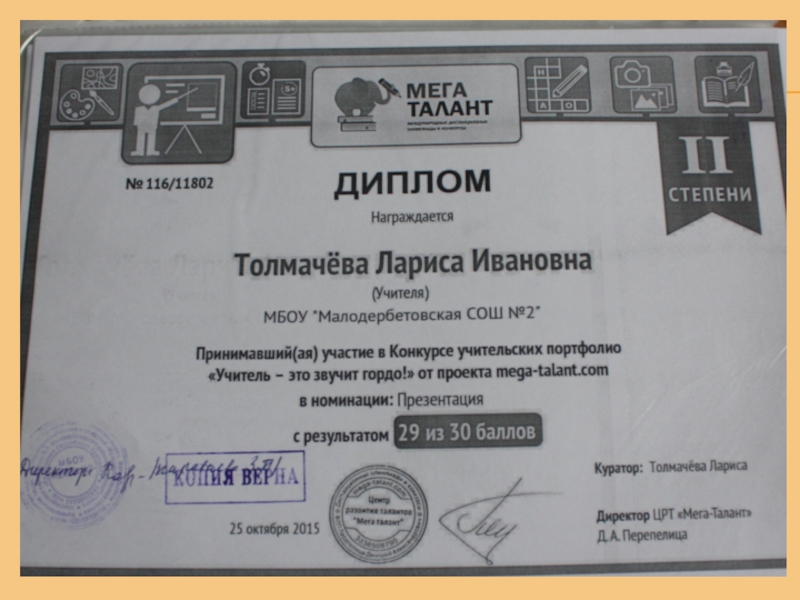 МЕГА
ТАЛАНТ
II
СТЕПЕНИ
№ 116/11802
ДИПЛОМ
Награждается
Толмачёва Лариса Ивановна
(Учителя)
МБОУ "Малодербетовская СОШ №2"
Принимавший(ая) участие в Конкурсе учительских портфолио
«Учитель – это звучит гордо!» от проекта mega-talant.com
в номинации: Презентация
с результатом 29 из 30 баллов
МБОУ
Директор:
КОПИЯ ВЕРНА
25 октября 2015
Центр
развития талантов
"Мега талант"
Куратор: Толмачёва Лариса
Директор ЦРТ «Мега-Талант»
Д.А. Перепелица